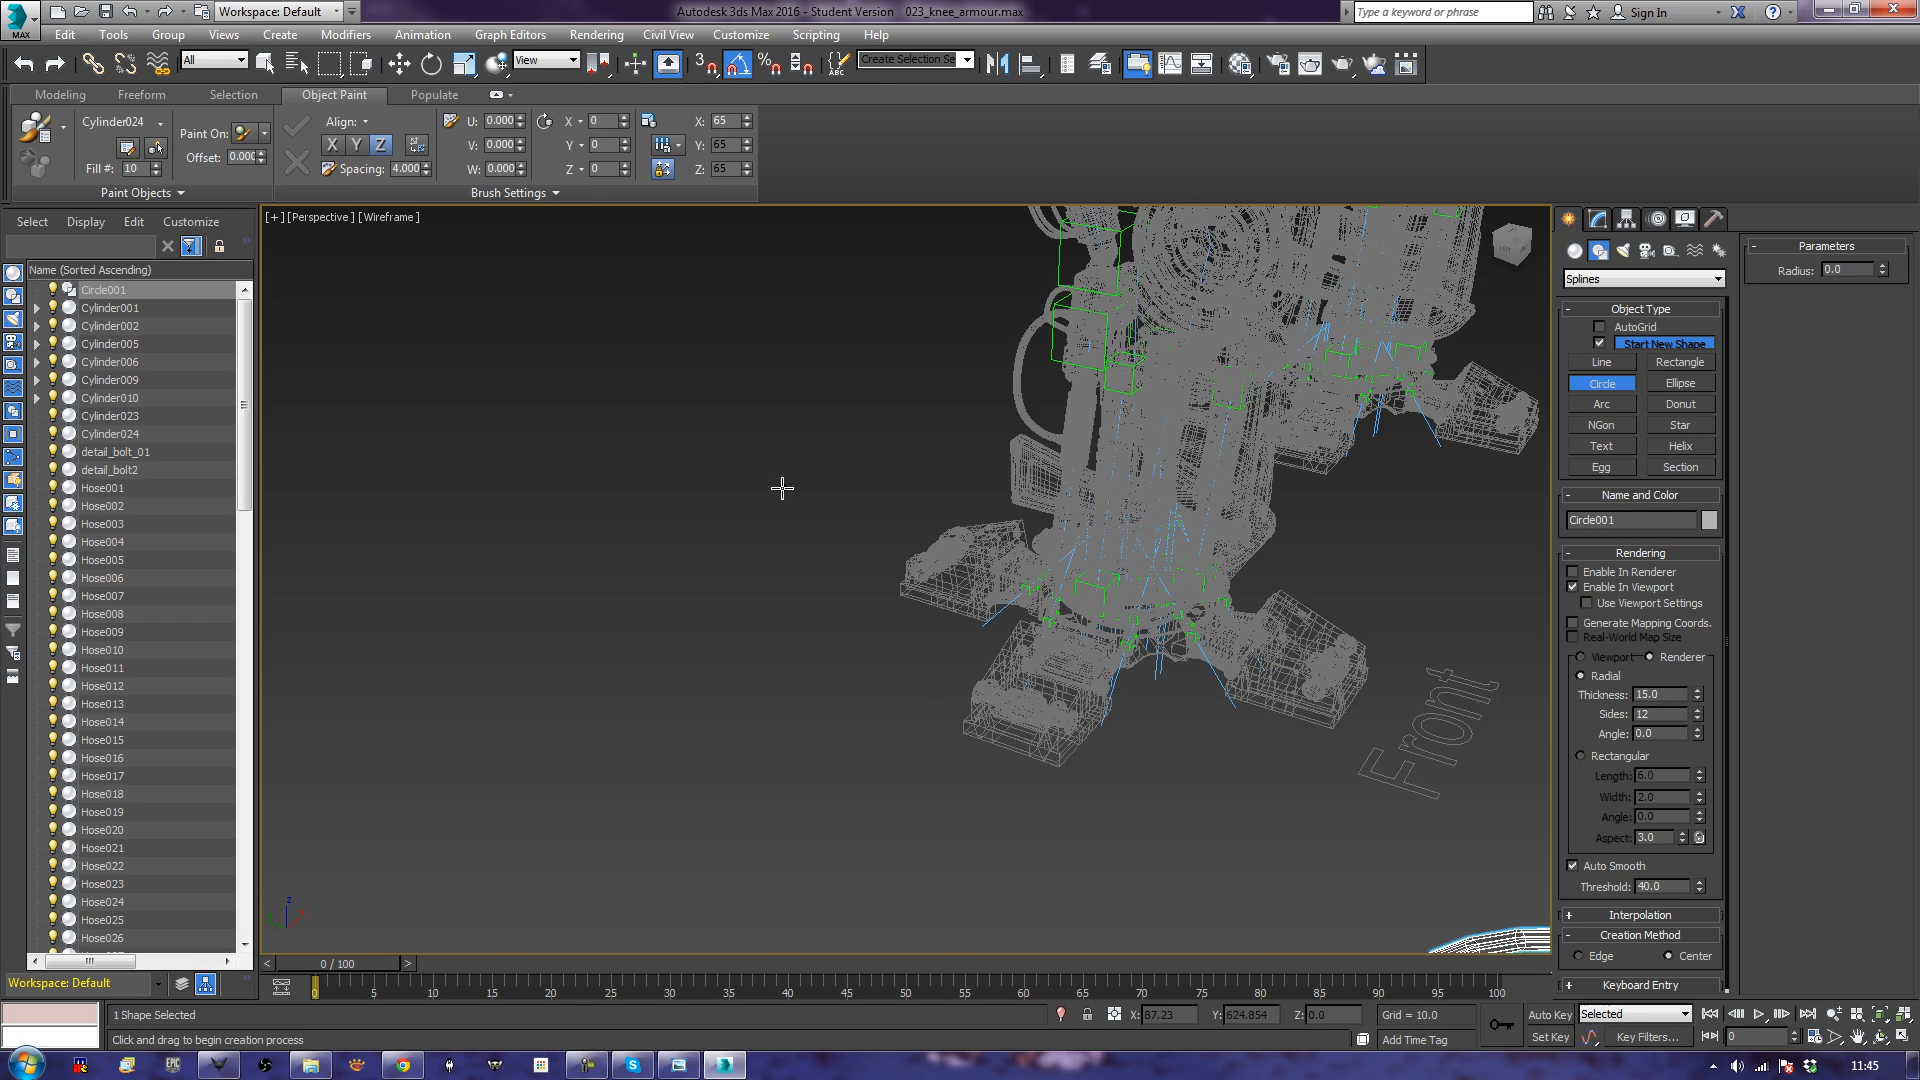 Workspace: Default
Autodesk 3ds Max 2016 - Student Version 023_knee_armour.max
Type a keyword or phrase
Sign In
MAX
Edit Tools Group Views Create Modifiers Animation Graph Editors Rendering Civil View Customize Scripting Help
All
View
Create Selection Se
Modeling Freeform Selection Object Paint Populate
Cylinder024
Paint On:
Align:
U: 0.000
X 0
X: 65
Offset: 0.000
X Y Z
V: 0.000
Y 0
Y: 65
Fill #: 10
Spacing: 4.000
W: 0.000
Z 0
Z: 65
Paint Objects
Brush Settings
Select Display Edit Customize
[+] [Perspective] [Wireframe]
Name (Sorted Ascending)
Circle001
Cylinder001
Cylinder002
Cylinder005
Cylinder006
Cylinder009
Cylinder010
Cylinder023
Cylinder024
detail_bolt_01
detail_bolt2
Hose001
Hose002
Hose003
Hose004
Hose005
Hose006
Hose007
Hose008
Hose009
Hose010
Hose011
Hose012
Hose013
Hose014
Hose015
Hose016
Hose017
Hose018
Hose019
Hose020
Hose021
Hose022
Hose023
Hose024
Hose025
Hose026
Front
z
Splines
Object Type
AutoGrid
Start New Shape
Line Rectangle
Circle Ellipse
Arc Donut
NGon Star
Text Helix
Egg Section
Name and Color
Circle001
Rendering
Enable In Renderer
Enable In Viewport
Use Viewport Settings
Generate Mapping Coords.
Real-World Map Size
Viewport Renderer
Radial
Thickness: 15.0
Sides: 12
Angle: 0.0
Rectangular
Length: 6.0
Width: 2.0
Angle: 0.0
Aspect: 3.0
Auto Smooth
Threshold: 40.0
Interpolation
Creation Method
Edge Center
Keyboard Entry
Parameters
Radius: 0.0
Workspace: Default
0 / 100
0 5 10 15 20 25 30 35 40 45 50 55 60 65 70 75 80 85 90 95 100
1 Shape Selected
X: 87.23 Y: 624.854 Z: 0.0
Grid = 10.0
Auto Key
Selected
Click and drag to begin creation process
Add Time Tag
Set Key
Key Filters...
0
11:45